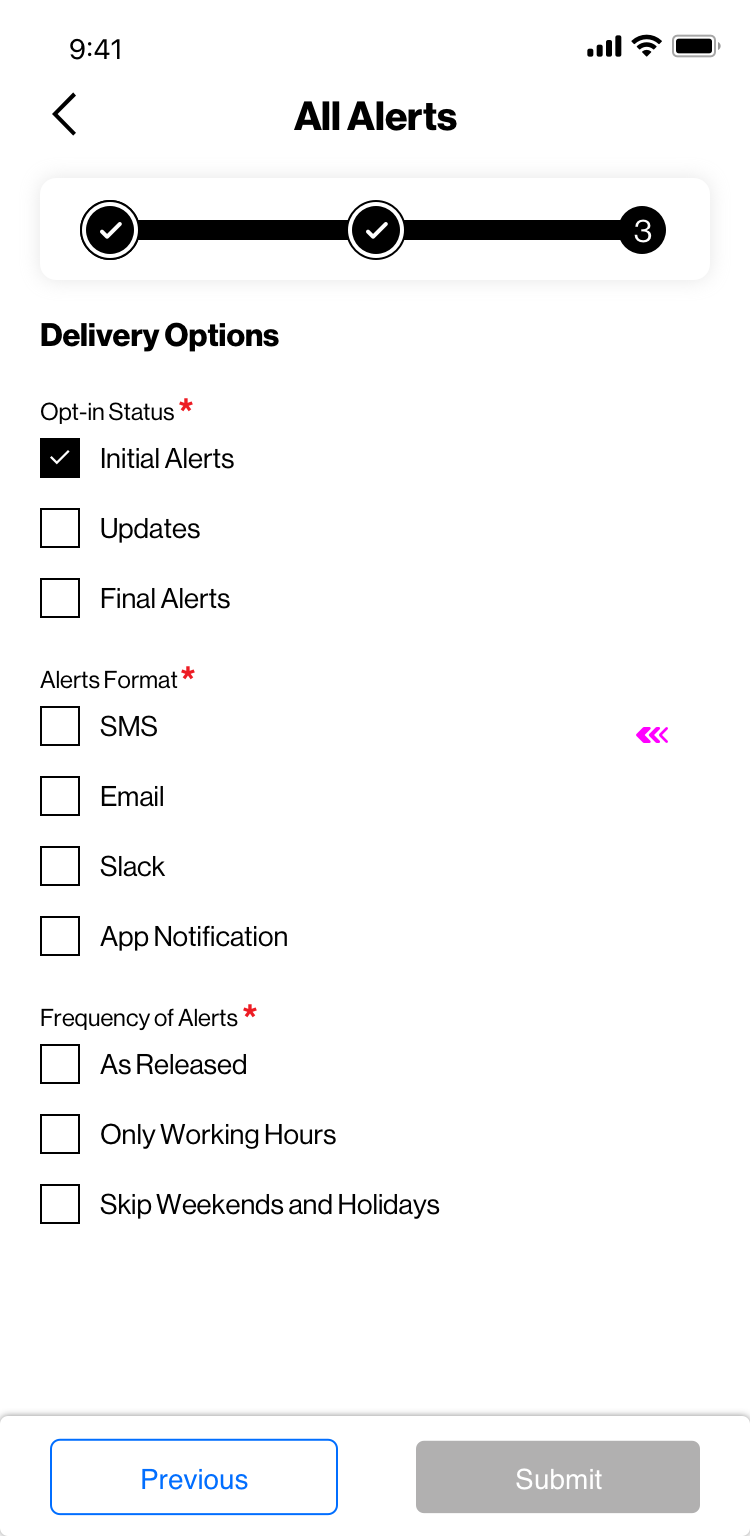 9:41
All Alerts
3
Delivery Options
Opt-in Status *
Initial Alerts
Updates
Final Alerts
Alerts Format *
SMS
Email
Slack
App Notification
Frequency of Alerts *
As Released
Only Working Hours
Skip Weekends and Holidays
Previous Submit